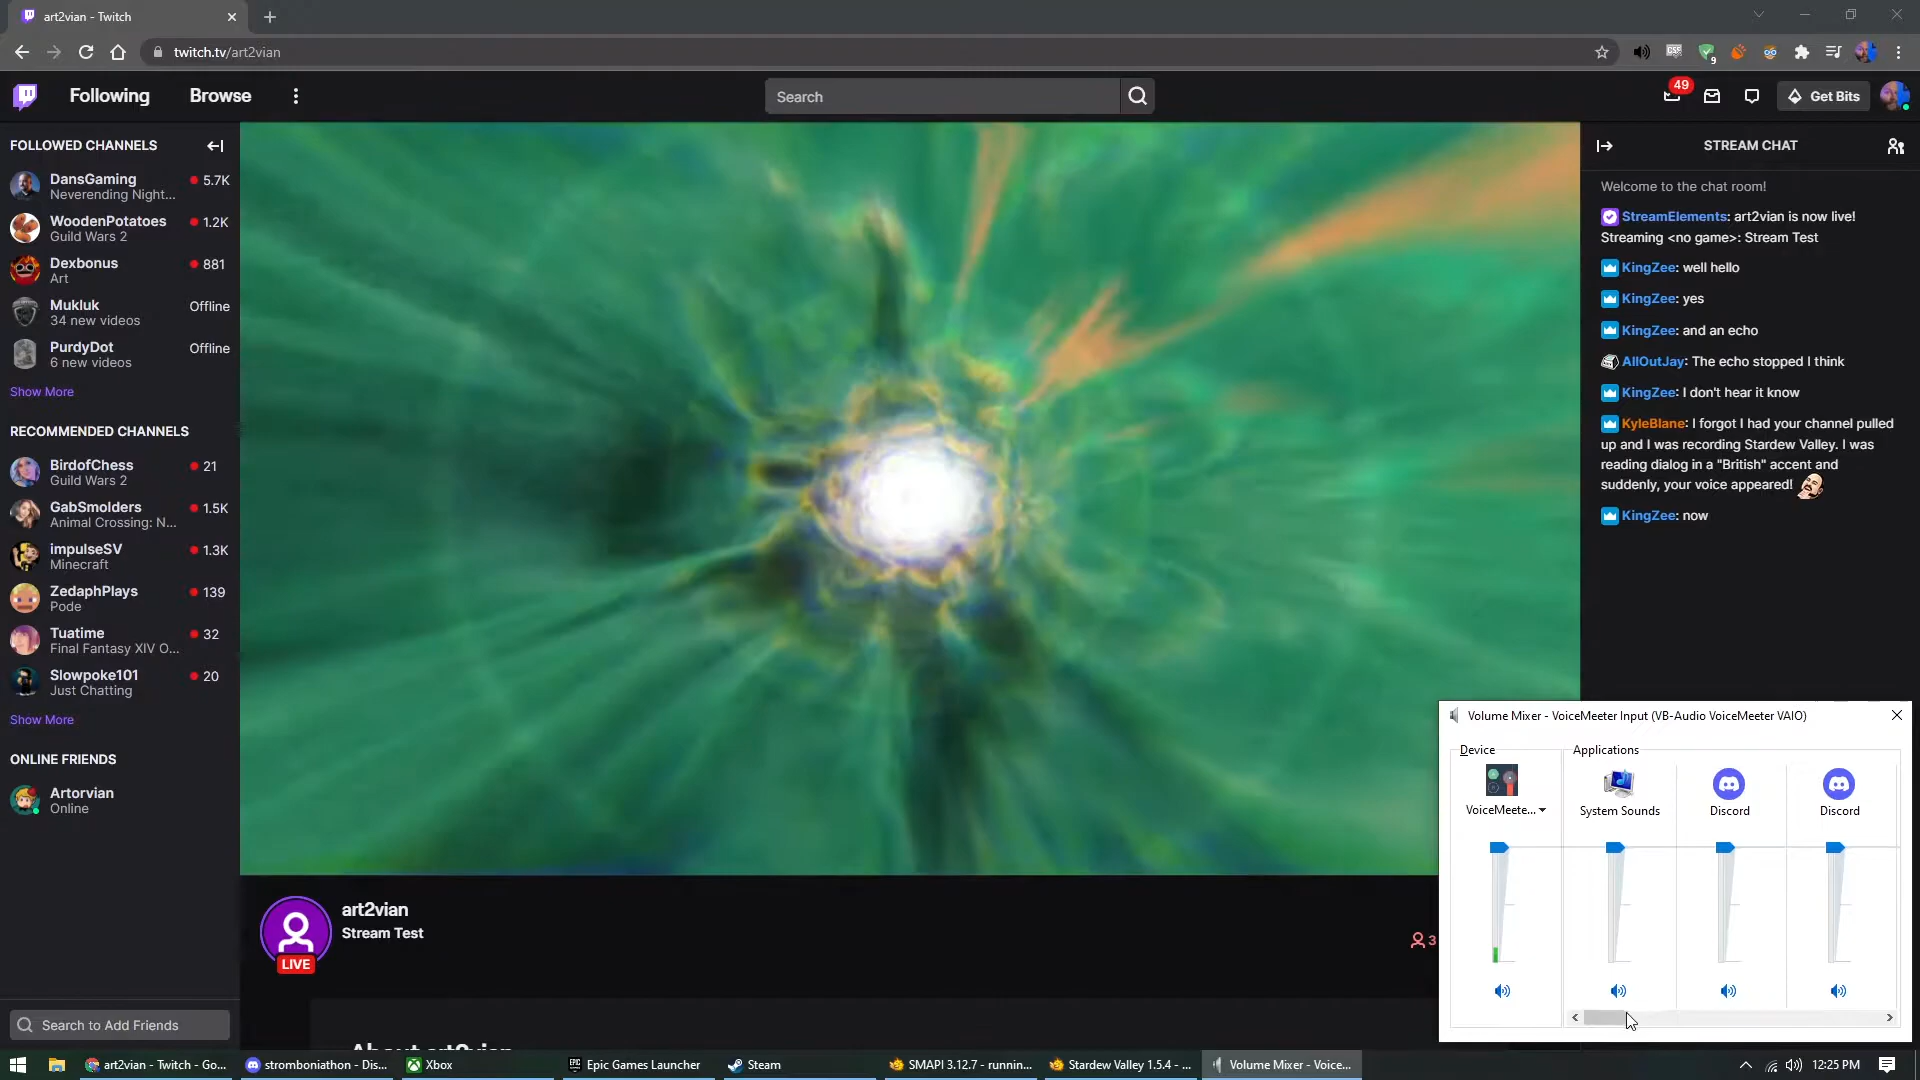 art2vian - Twitch
twitch.tv/art2vian
Following
Browse
Search
49
Get Bits
FOLLOWED CHANNELS
DansGaming
5.7K
Neverending Night...
WoodenPotatoes
1.2K
Guild Wars 2
Dexbonus
881
Art
Mukluk
Offline
34 new videos
PurdyDot
Offline
6 new videos
Show More
RECOMMENDED CHANNELS
BirdofChess
21
Guild Wars 2
GabSmolders
1.5K
Animal Crossing: N...
impulseSV
1.3K
Minecraft
ZedaphPlays
139
Pode
Tuatime
32
Final Fantasy XIV O...
Slowpoke101
20
Just Chatting
Show More
ONLINE FRIENDS
Artorvian
Online
Search to Add Friends
art2vian
Stream Test
LIVE
3
STREAM CHAT
Welcome to the chat room!
StreamElements: art2vian is now live!
Streaming <no game>: Stream Test
KingZee: well hello
KingZee: yes
KingZee: and an echo
AllOutJay: The echo stopped I think
KingZee: I don't hear it know
KyleBlane: I forgot I had your channel pulled
up and I was recording Stardew Valley. I was
reading dialog in a "British" accent and
suddenly, your voice appeared!
KingZee: now
Volume Mixer - VoiceMeeter Input (VB-Audio VoiceMeeter VAIO)
Device
Applications
VoiceMeete...
System Sounds
Discord
Discord
art2vian - Twitch - Go...
stromboniathon - Dis...
Xbox
Epic Games Launcher
Steam
SMAPI 3.12.7 - runnin...
Stardew Valley 1.5.4 - ...
Volume Mixer - Voice...
12:25 PM